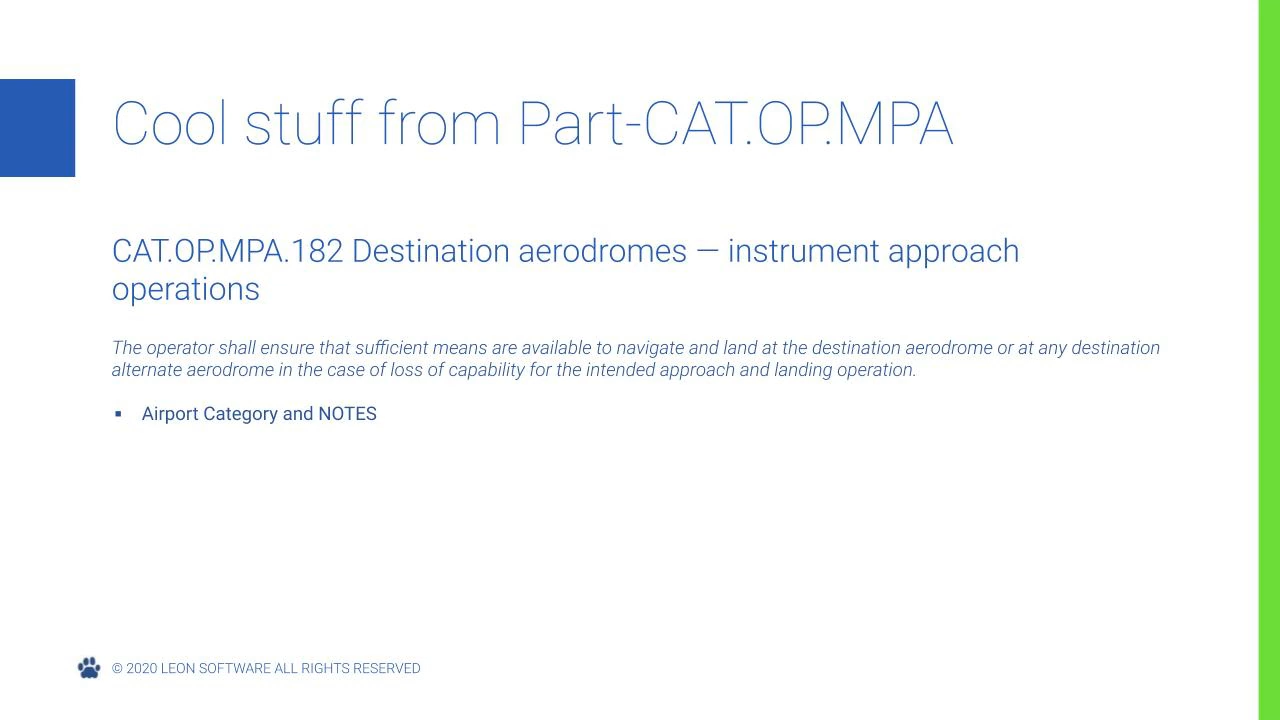 Cool stuff from Part-CAT.OP.MPA
CAT.OP.MPA.182 Destination aerodromes — instrument approach
operations
The operator shall ensure that sufficient means are available to navigate and land at the destination aerodrome or at any destination
alternate aerodrome in the case of loss of capability for the intended approach and landing operation.
▪ Airport Category and NOTES
© 2020 LEON SOFTWARE ALL RIGHTS RESERVED